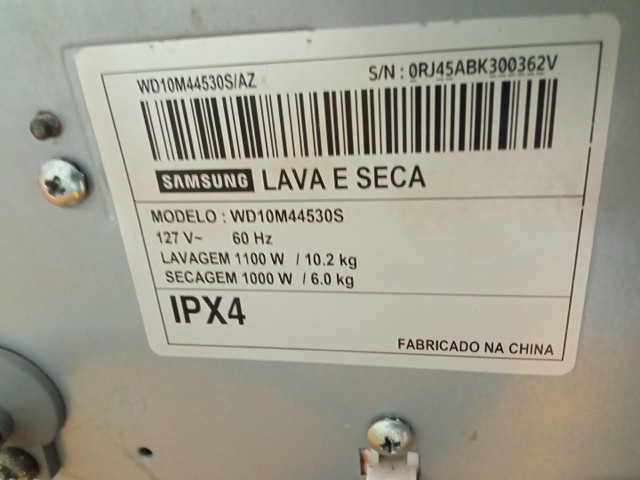 WD10M44530S/AZ S/N : 0RJ45ABK300362V
SAMSUNG LAVA E SECA
MODELO : WD10M44530S
127 V~ 60 Hz
LAVAGEM 1100 W / 10.2 kg
SECAGEM 1000 W / 6.0 kg
IPX4
FABRICADO NA CHINA